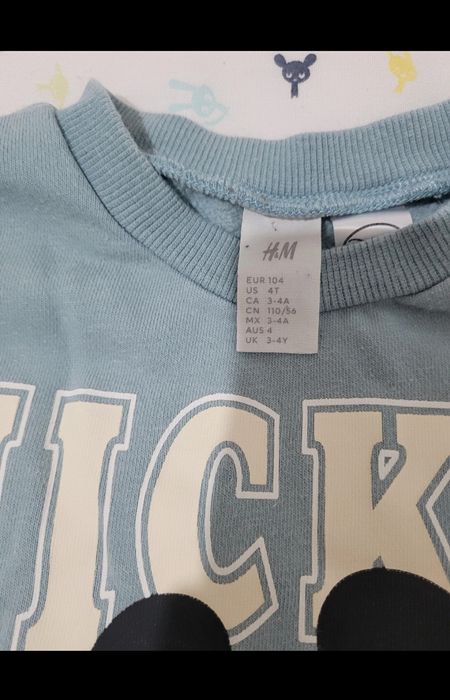 H&M
EUR 104
US 4T
CA 3-4A
CN 110/56
MX 3-4A
AUS 4
UK 3-4Y
ICK